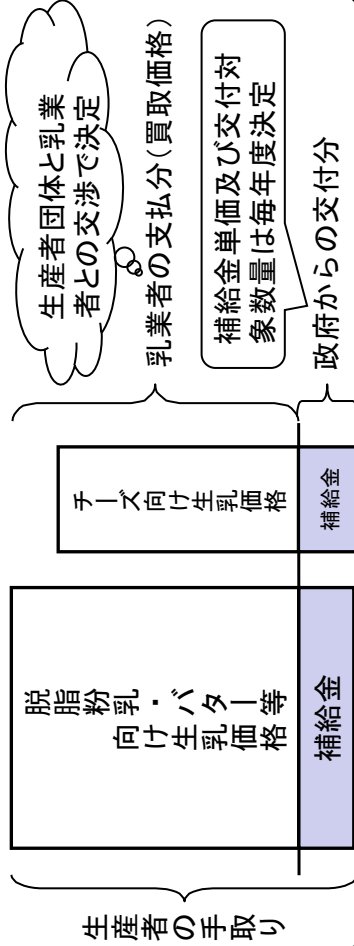 生産者の手取り
脱脂粉乳・バター等
向け生乳価格
補給金
チーズ向け生乳価格
補給金
生産者団体と乳業
者との交渉で決定
乳業者の支払分(買取価格)
補給金単価及び交付対
象数量は毎年度決定
政府からの交付分